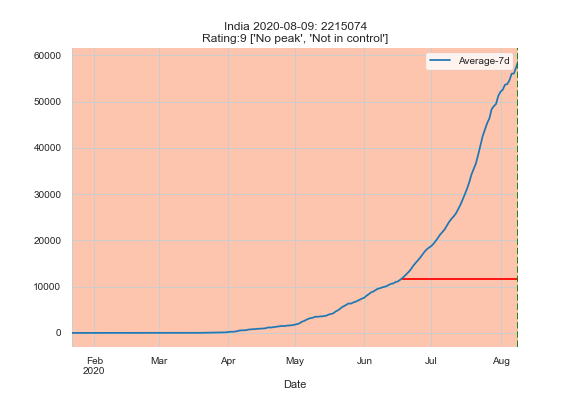 India 2020-08-09: 2215074
Rating:9 ['No peak', 'Not in control']
Average-7d
60000
50000
40000
30000
20000
10000
0
Feb Mar Apr May Jun Jul Aug
2020
Date